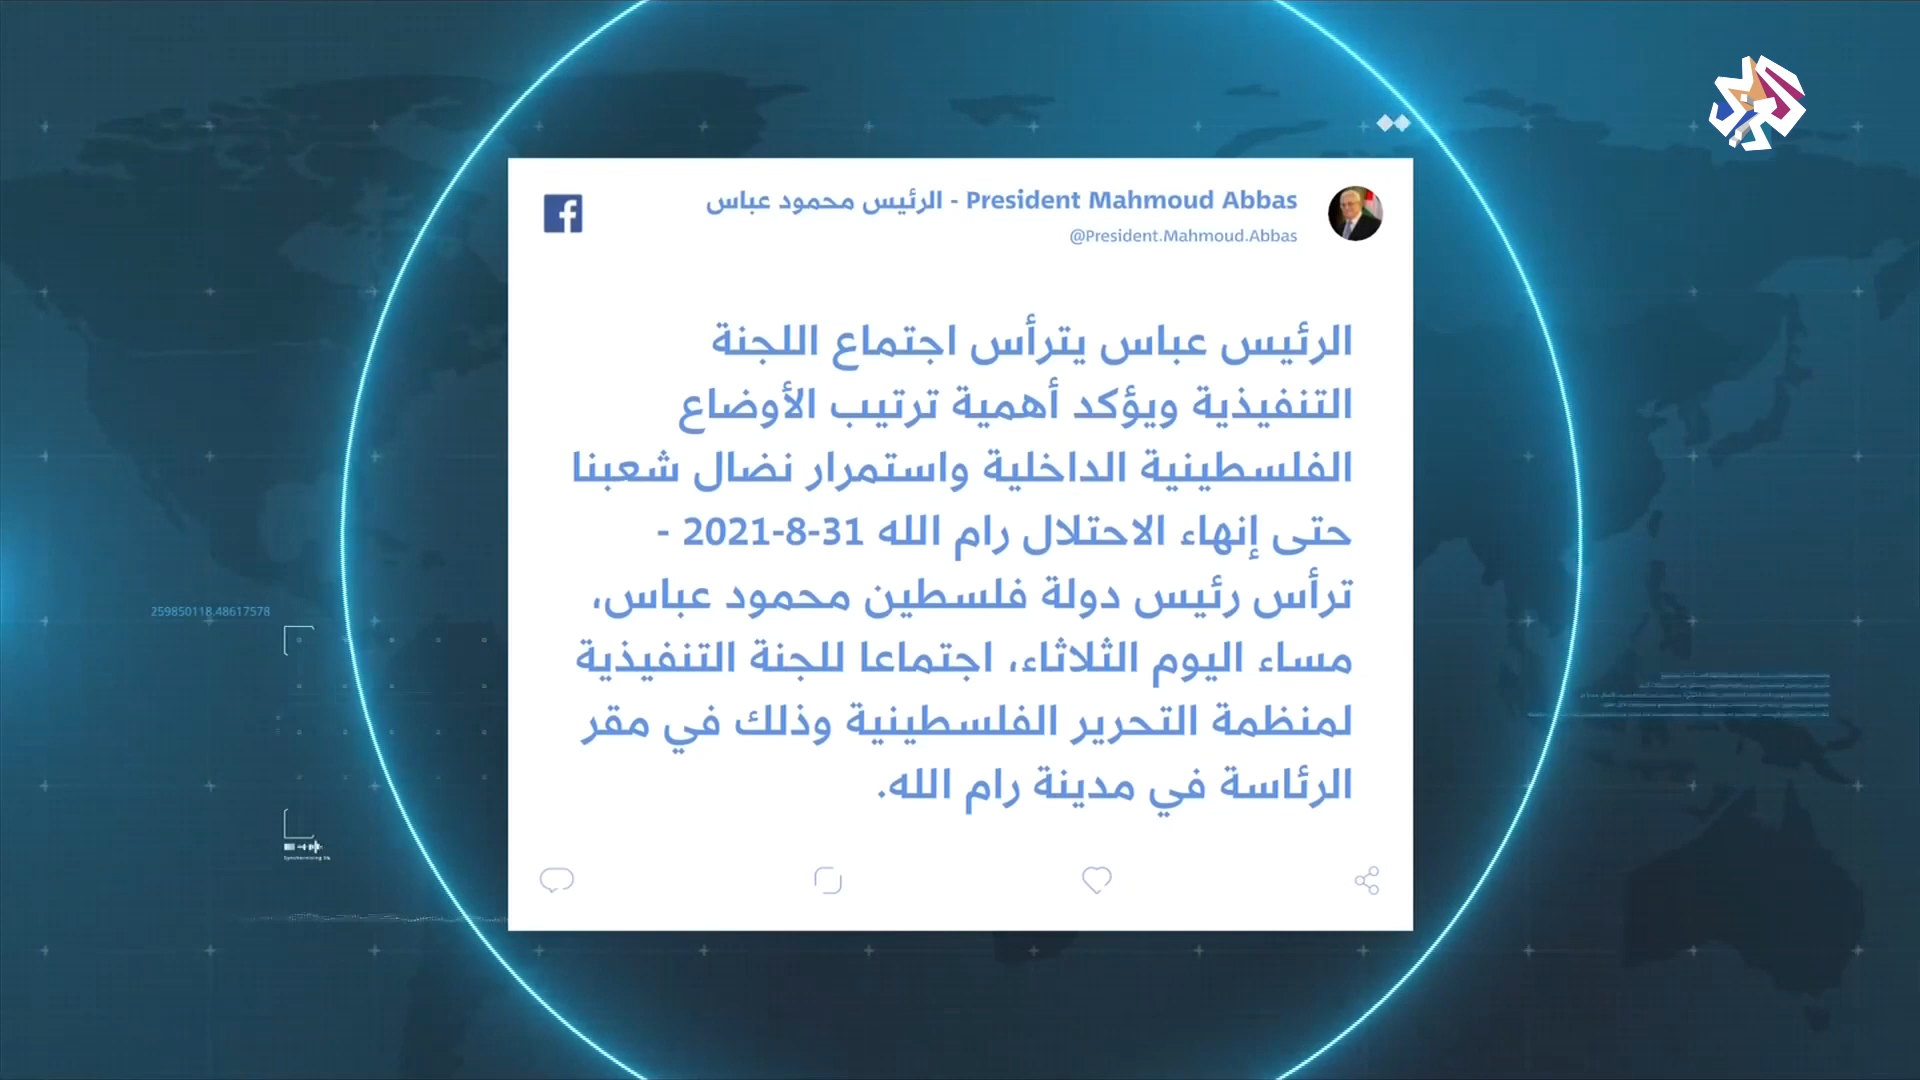 President Mahmoud Abbas - الرئيس محمود عباس
@President.Mahmoud.Abbas
الرئيس عباس يترأس اجتماع اللجنة
التنفيذية ويؤكد أهمية ترتيب الأوضاع
الفلسطينية الداخلية واستمرار نضال شعبنا
حتى إنهاء الاحتلال رام الله 31-8-2021 -
ترأس رئيس دولة فلسطين محمود عباس،
مساء اليوم الثلاثاء، اجتماعا للجنة التنفيذية
لمنظمة التحرير الفلسطينية وذلك في مقر
الرئاسة في مدينة رام الله.
259850118.48617578